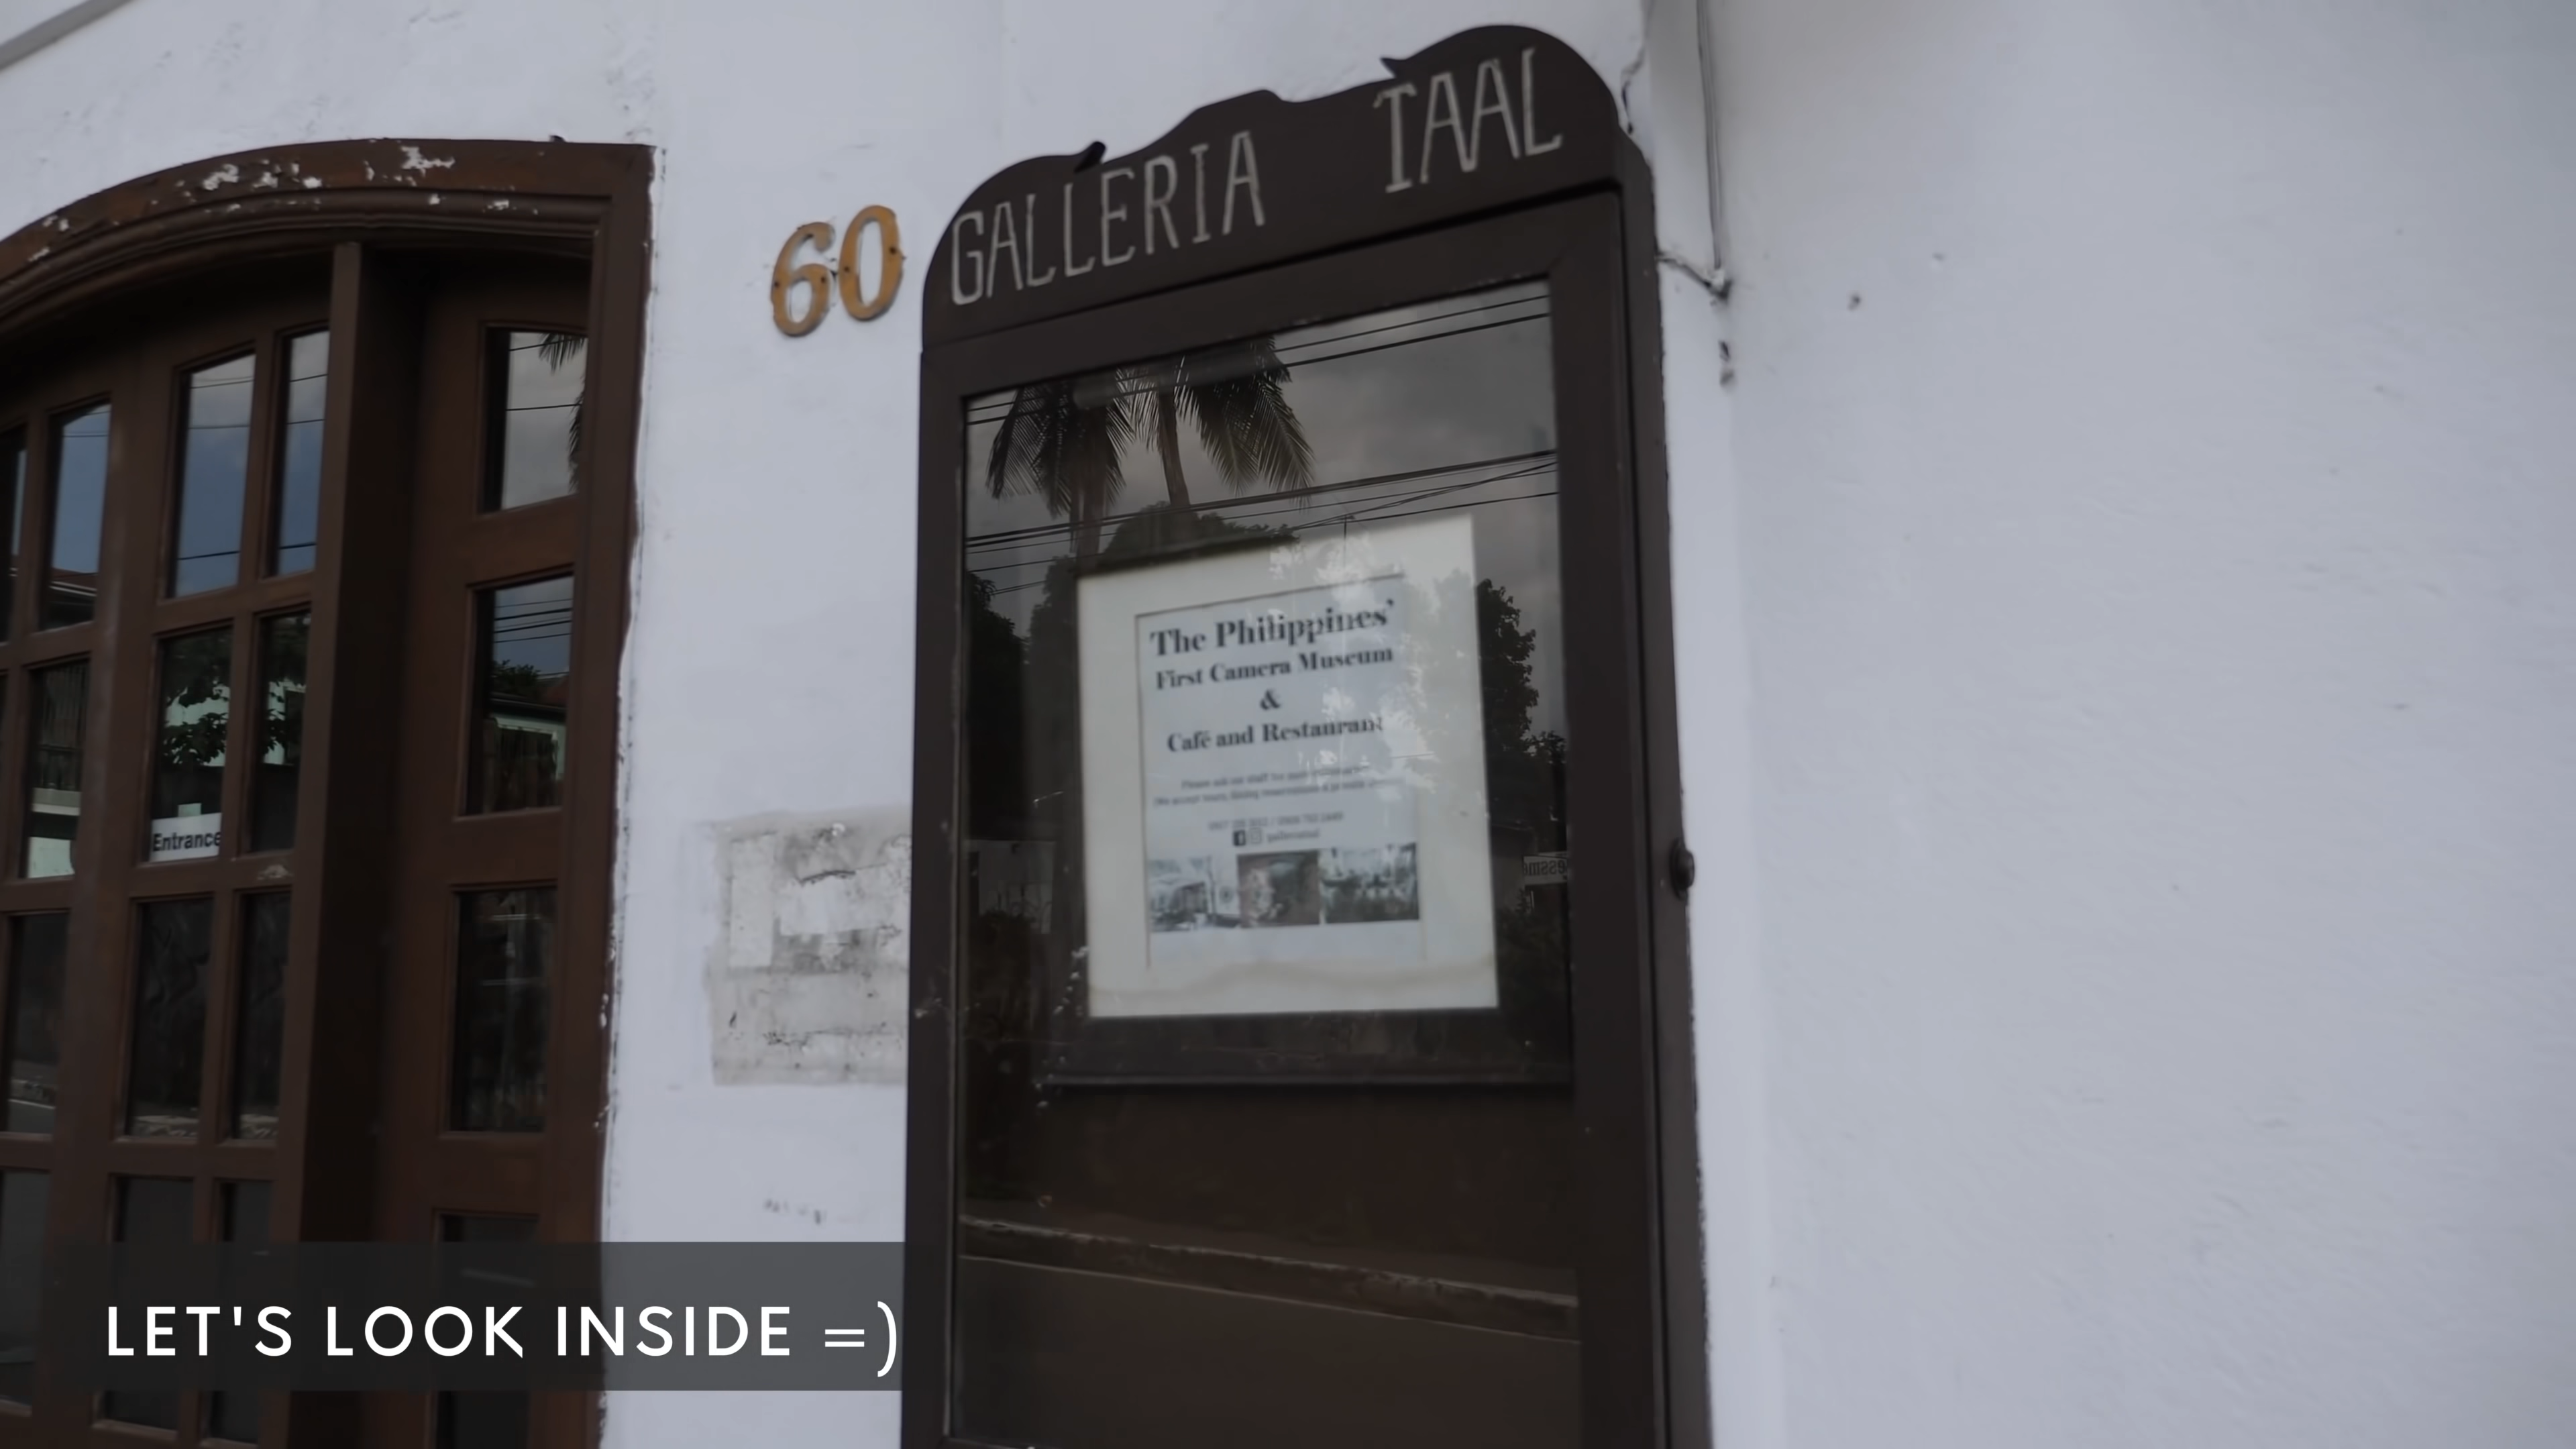 60
GALLERIA TAAL
The Philippines'
First Camera Museum
&
Café and Restaurant
Entrance
LET'S LOOK INSIDE =)